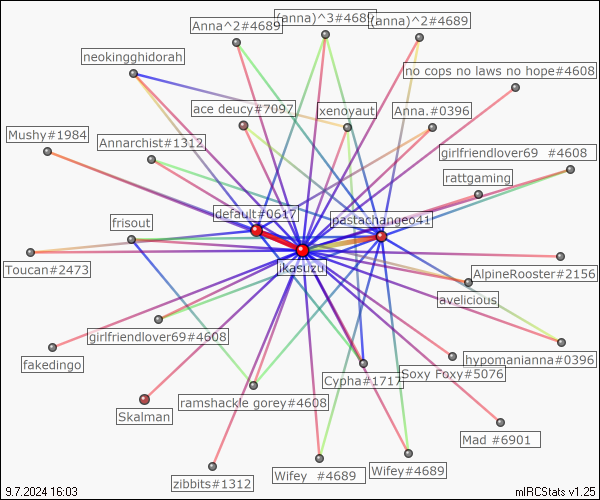 Anna^2#4689
(anna)^3#4689
(anna)^2#4689
neokingghidorah
no cops no laws no hope#4608
ace deucy#7097
xenoyaut
Anna.#0396
Mushy#1984
Annarchist#1312
girlfriendlover69 #4608
rattgaming
default#0617
pastachangeo41
frisout
ikasuzu
Toucan#2473
AlpineRooster#2156
avelicious
girlfriendlover69#4608
hypomanianna#0396
fakedingo
Cypha#1717
Soxy Foxy#5076
ramshackle gorey#4608
Skalman
Mad #6901
zibbits#1312
Wifey #4689
Wifey#4689
9.7.2024 16:03
mIRCStats v1.25